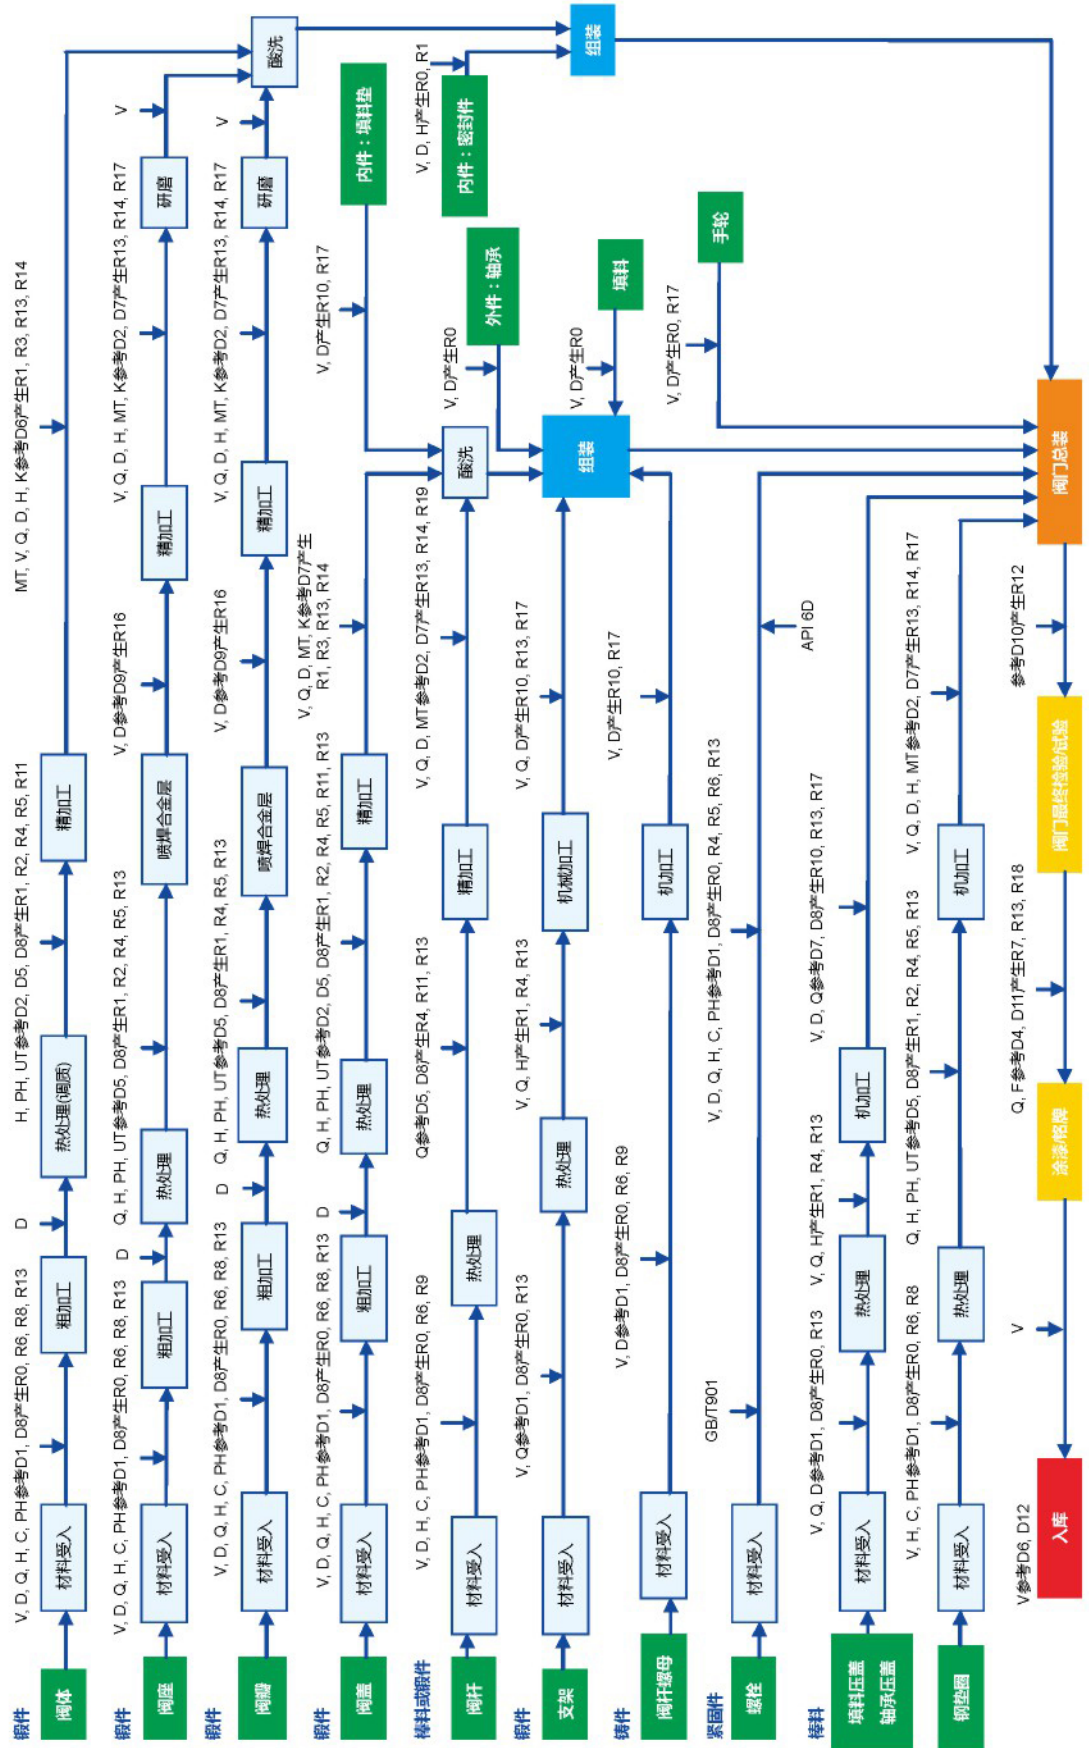 锻件
阀体
V, D, Q, H, C, PH参考D1, D8产生R0, R6, R8, R13
材料受入
粗加工
D
热处理(调质)
H, PH, UT参考D2, D5, D8产生R1, R2, R4, R5, R11
精加工
MT, V, Q, D, H, K参考D6产生R1, R3, R13, R14
酸洗
组装
锻件
阀座
V, D, Q, H, C, PH参考D1, D8产生R0, R6, R8, R13
材料受入
粗加工
D
热处理
Q, H, PH, UT参考D5, D8产生R1, R2, R4, R5, R13
喷焊合金层
V, D参考D9产生R16
精加工
V, Q, D, H, MT, K参考D2, D7产生R13, R14, R17
研磨
V
锻件
阀瓣
V, D, Q, H, C, PH参考D1, D8产生R0, R6, R8, R13
材料受入
粗加工
D
热处理
Q, H, PH, UT参考D5, D8产生R1, R4, R5, R13
喷焊合金层
V, D参考D9产生R16
精加工
V, Q, D, H, MT, K参考D2, D7产生R13, R14, R17
研磨
V
锻件
阀盖
V, D, Q, H, C, PH参考D1, D8产生R0, R6, R8, R13
材料受入
粗加工
D
热处理
Q, H, PH, UT参考D2, D5, D8产生R1, R2, R4, R5, R11, R13
精加工
V, Q, D, MT, K参考D7产生
R1, R3, R13, R14
V, D产生R10, R17
内件：填料垫
棒料或锻件
阀杆
V, D, H, C, PH参考D1, D8产生R0, R6, R9
材料受入
热处理
Q参考D5, D8产生R4, R11, R13
精加工
V, Q, D, MT参考D2, D7产生R13, R14, R19
酸洗
V, D产生R0
外件：轴承
内件：密封件
V, D, H产生R0, R1
锻件
支架
V, Q参考D1, D8产生R0, R13
材料受入
热处理
V, Q, H产生R1, R4, R13
机械加工
V, Q, D产生R10, R13, R17
组装
V, D产生R0
填料
铸件
阀杆螺母
材料受入
V, D参考D1, D8产生R0, R6, R9
机加工
V, D产生R10, R17
V, D产生R0, R17
手轮
紧固件
螺栓
材料受入
GB/T901
V, D, Q, H, C, PH参考D1, D8产生R0, R4, R5, R6, R13
API 6D
棒料
填料压盖
轴承压盖
V, Q, D参考D1, D8产生R0, R13
材料受入
热处理
V, Q, H产生R1, R4, R13
机加工
V, D, Q参考D7, D8产生R10, R13, R17
钢垫圈
V, H, C, PH参考D1, D8产生R0, R6, R8
材料受入
热处理
Q, H, PH, UT参考D5, D8产生R1, R2, R4, R5, R13
机加工
V, Q, D, H, MT参考D2, D7产生R13, R14, R17
阀门总装
参考D10产生R12
阀门最终检验/试验
Q, F参考D4, D11产生R7, R13, R18
涂漆/铭牌
V
V参考D6, D12
入库